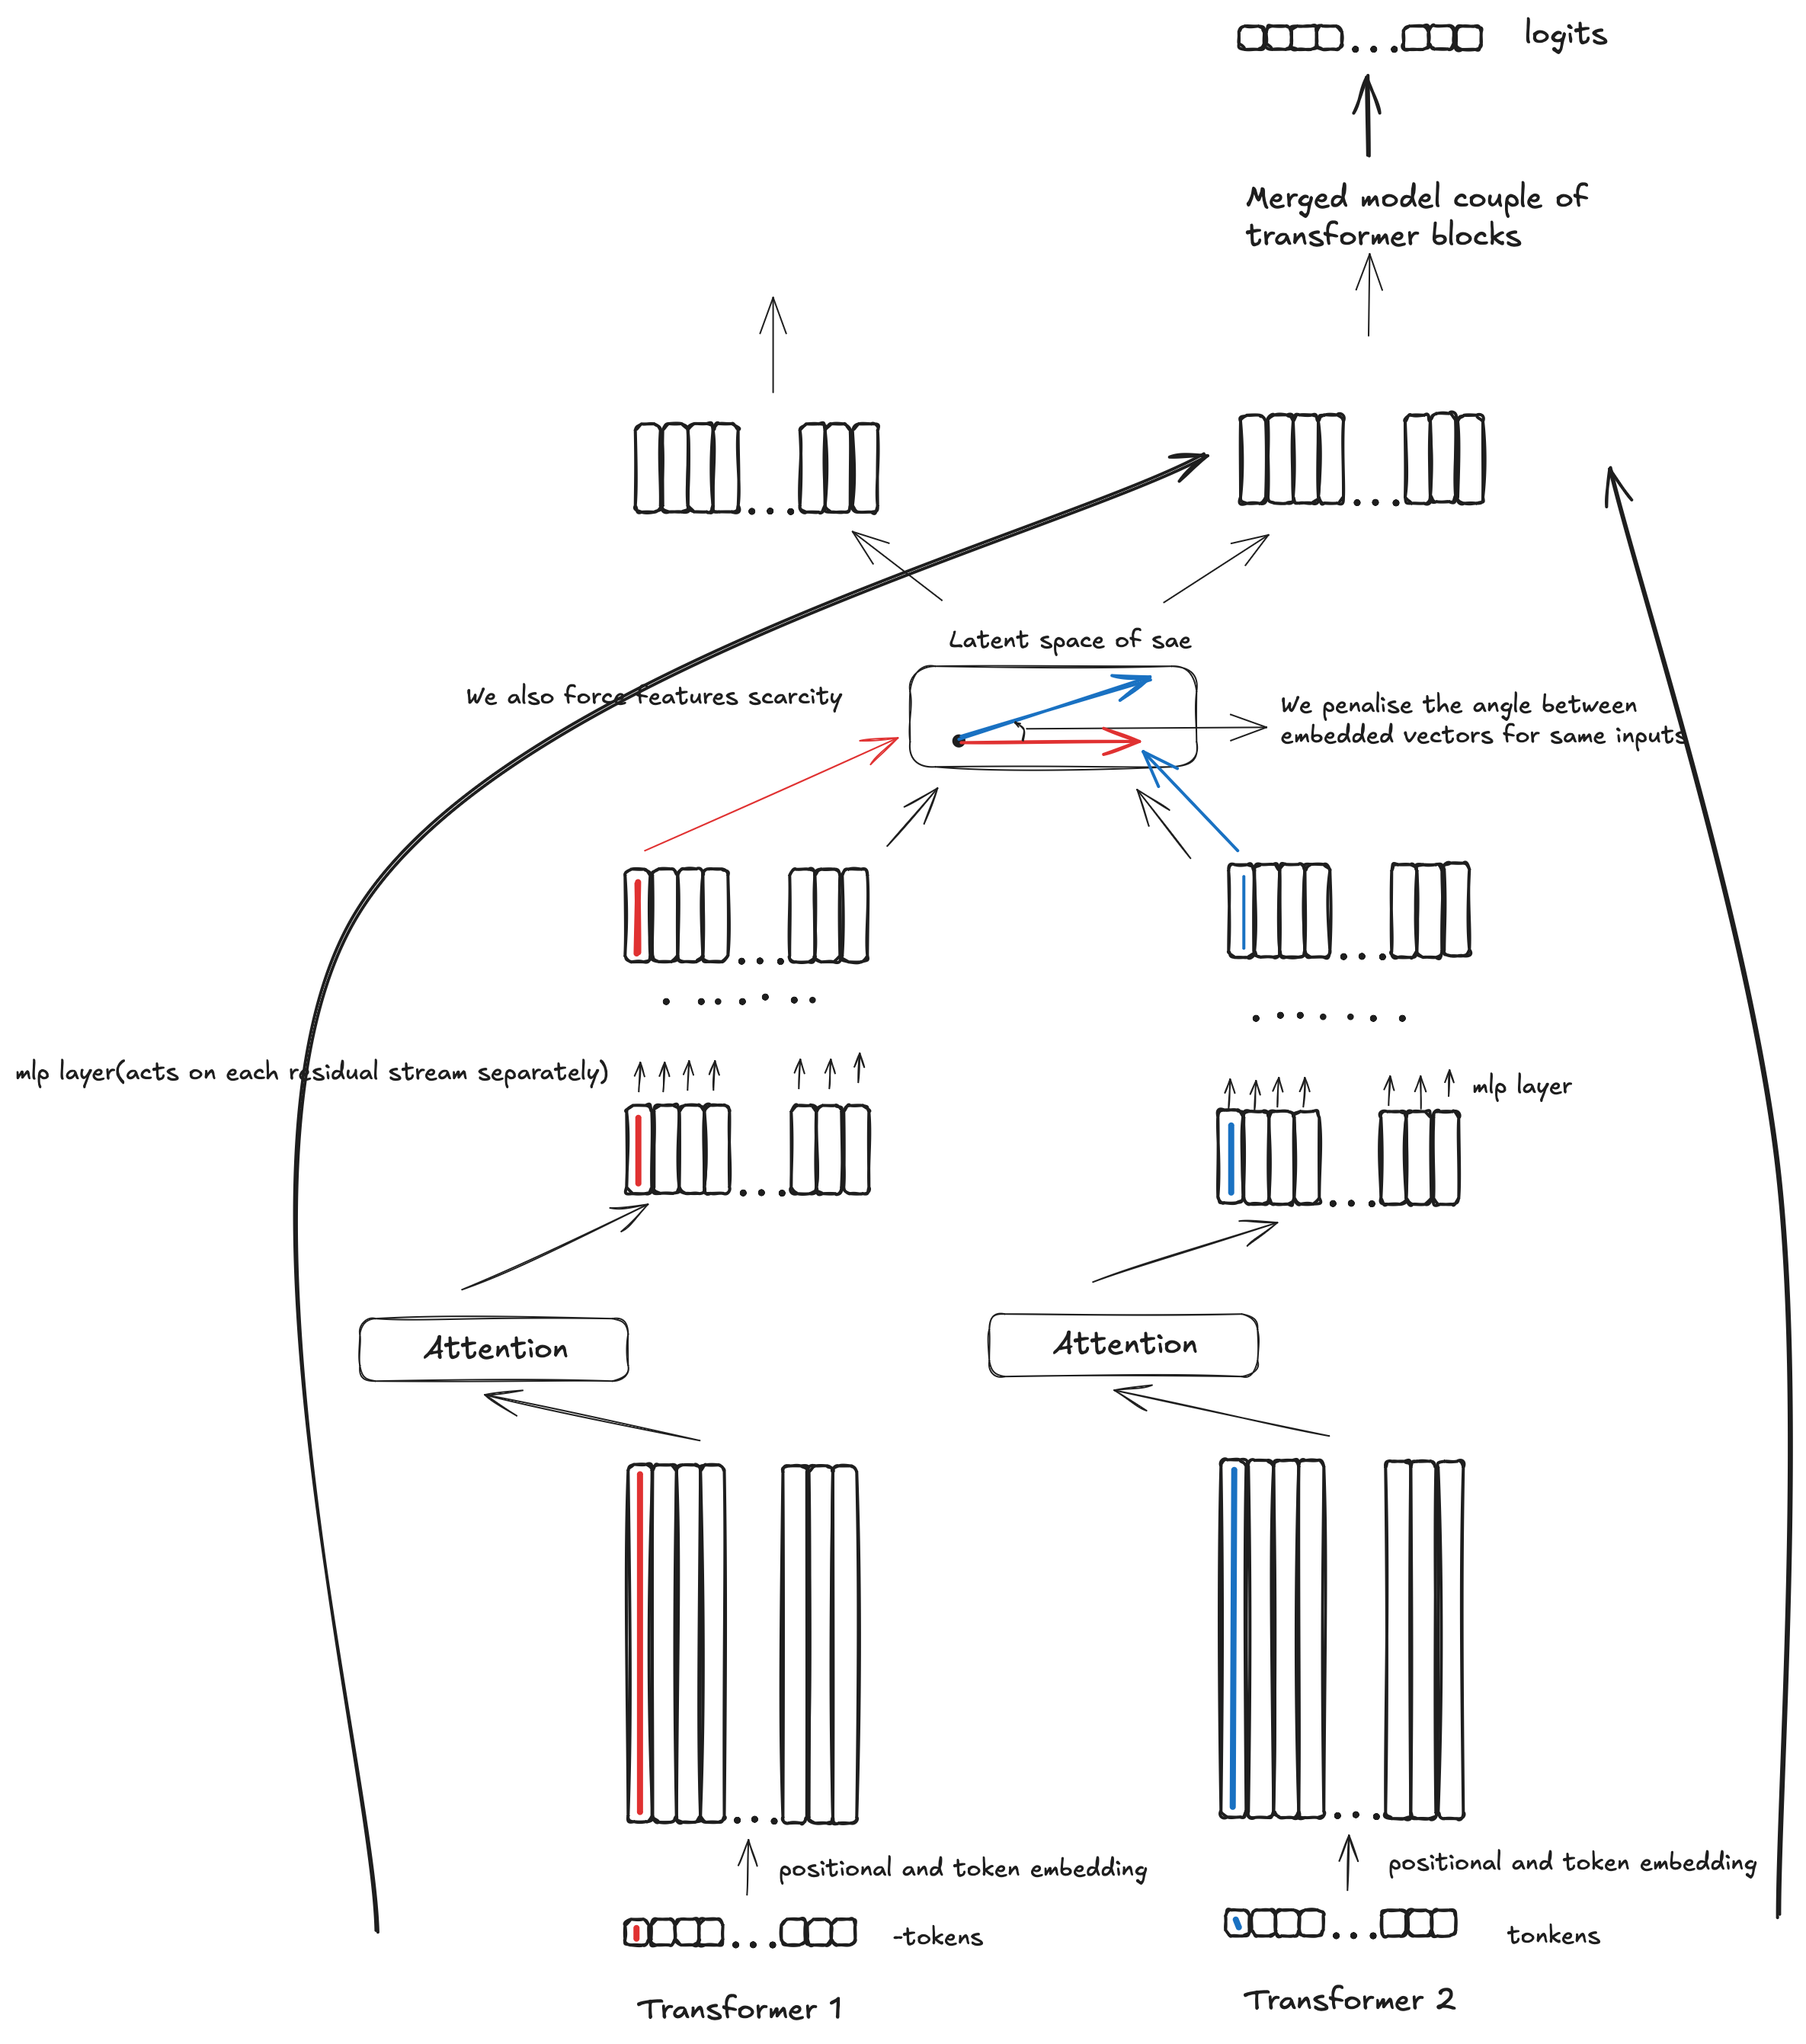 logits
Merged model couple of
transformer blocks
Latent space of sae
We also force features scarcity
We penalise the angle between
embedded vectors for same inputs
mlp layer(acts on each residual stream separately)
mlp layer
Attention
Attention
positional and token embedding
positional and token embedding
-tokens
tonkens
Transformer 1
Transformer 2